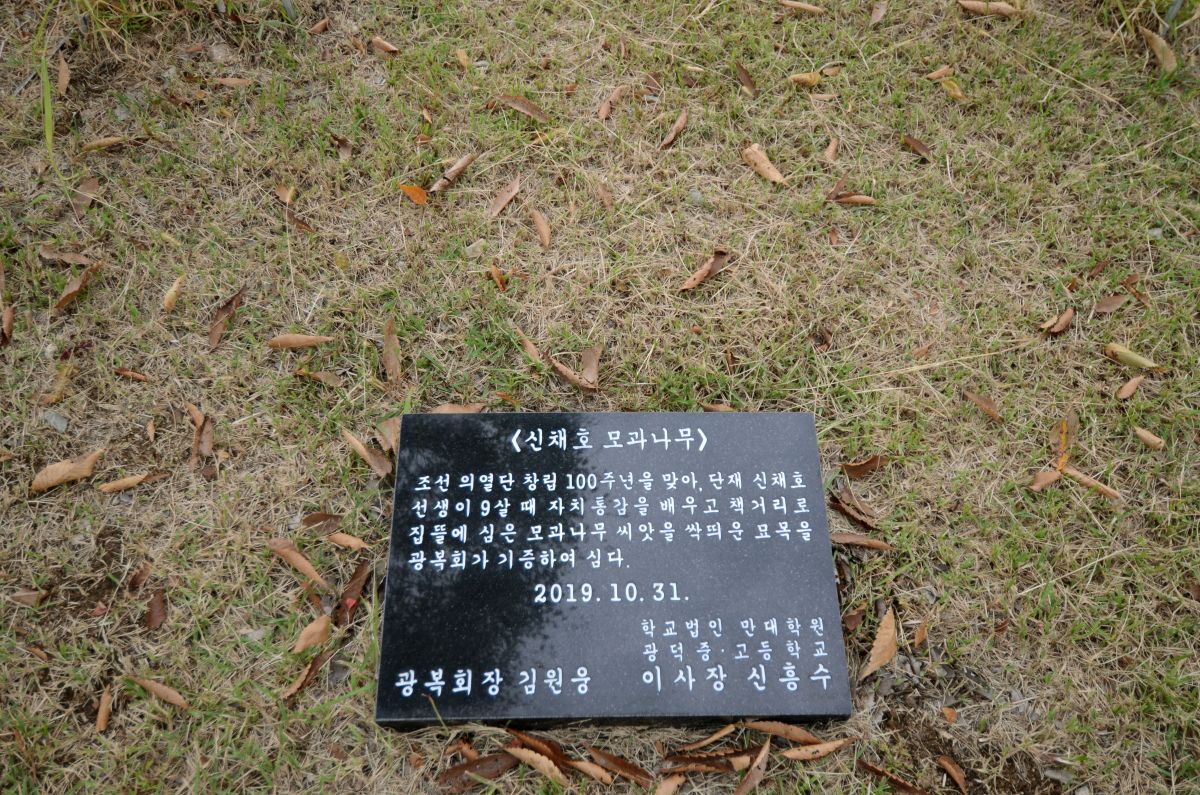 《신채호 모과나무》
조선 의열단 창립 100주년을 맞아, 단재 신채호
선생이 9살 때 자치통감을 배우고 책거리로
집뜰에 심은 모과나무 씨앗을 싹띄운 묘목을
광복회가 기증하여 심다.
2019. 10. 31.
학교법인 만대학원
광덕중·고등학교
광복회장 김원웅 이사장 신흥수